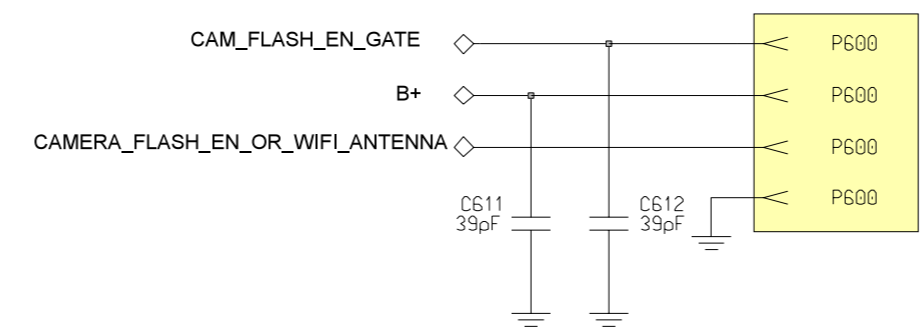 CAM_FLASH_EN_GATE P600
B+ P600
CAMERA_FLASH_EN_OR_WIFI_ANTENNA P600
P600
C611 C612
39pF 39pF